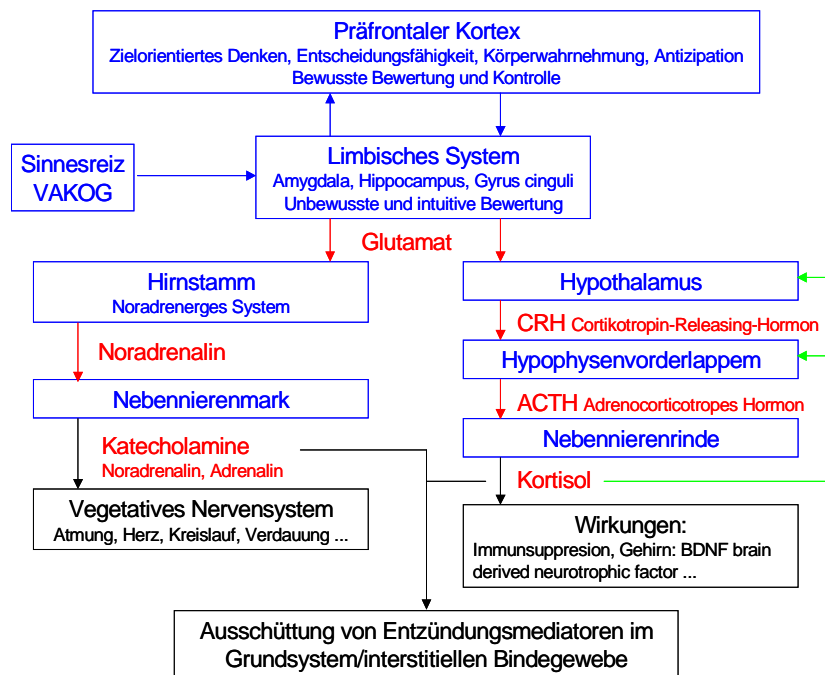 Präfrontaler Kortex
Zielorientiertes Denken, Entscheidungsfähigkeit, Körperwahrnehmung, Antizipation
Bewusste Bewertung und Kontrolle
Sinnesreiz
VAKOG
Limbisches System
Amygdala, Hippocampus, Gyrus cinguli
Unbewusste und intuitive Bewertung
Glutamat
Hirnstamm
Noradrenerges System
Hypothalamus
CRH Cortikotropin-Releasing-Hormon
Noradrenalin
Hypophysenvorderlappem
Nebennierenmark
ACTH Adrenocorticotropes Hormon
Nebennierenrinde
Katecholamine
Noradrenalin, Adrenalin
Kortisol
Vegetatives Nervensystem
Atmung, Herz, Kreislauf, Verdauung ...
Wirkungen:
Immunsuppresion, Gehirn: BDNF brain
derived neurotrophic factor ...
Ausschüttung von Entzündungsmediatoren im
Grundsystem/interstitiellen Bindegewebe